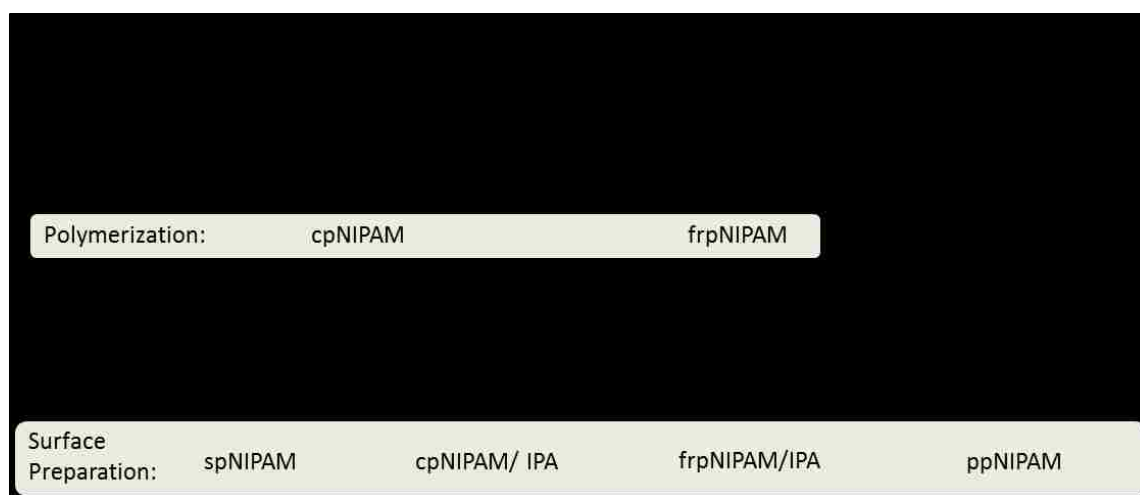 Polymerization: cpNIPAM frpNIPAM
Surface
Preparation: spNIPAM cpNIPAM/ IPA frpNIPAM/IPA ppNIPAM